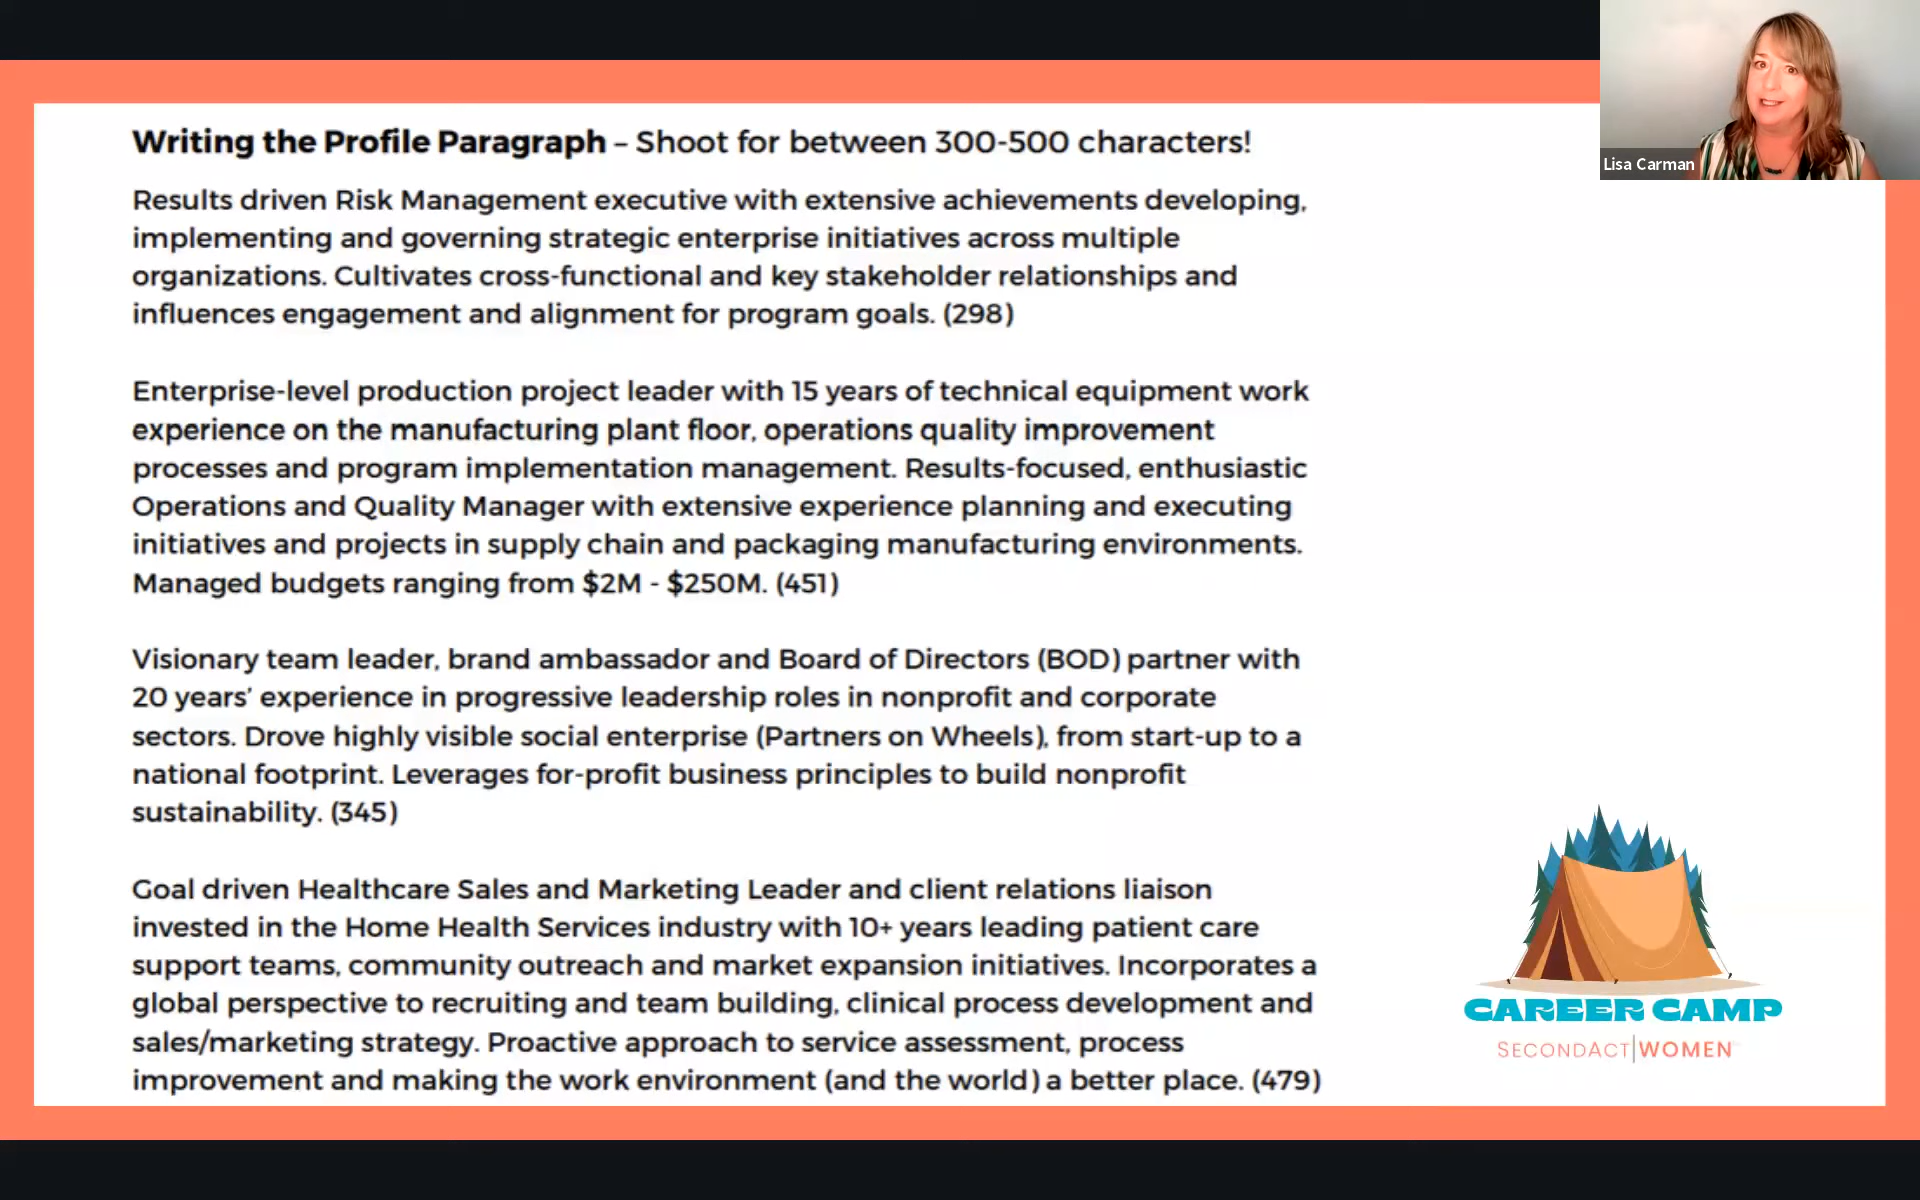 Lisa Carman
Writing the Profile Paragraph – Shoot for between 300-500 characters!
Results driven Risk Management executive with extensive achievements developing,
implementing and governing strategic enterprise initiatives across multiple
organizations. Cultivates cross-functional and key stakeholder relationships and
influences engagement and alignment for program goals. (298)
Enterprise-level production project leader with 15 years of technical equipment work
experience on the manufacturing plant floor, operations quality improvement
processes and program implementation management. Results-focused, enthusiastic
Operations and Quality Manager with extensive experience planning and executing
initiatives and projects in supply chain and packaging manufacturing environments.
Managed budgets ranging from $2M - $250M. (451)
Visionary team leader, brand ambassador and Board of Directors (BOD) partner with
20 years’ experience in progressive leadership roles in nonprofit and corporate
sectors. Drove highly visible social enterprise (Partners on Wheels), from start-up to a
national footprint. Leverages for-profit business principles to build nonprofit
sustainability. (345)
Goal driven Healthcare Sales and Marketing Leader and client relations liaison
invested in the Home Health Services industry with 10+ years leading patient care
support teams, community outreach and market expansion initiatives. Incorporates a
global perspective to recruiting and team building, clinical process development and
sales/marketing strategy. Proactive approach to service assessment, process
improvement and making the work environment (and the world) a better place. (479)
CAREER CAMP
SECONDACT|WOMEN